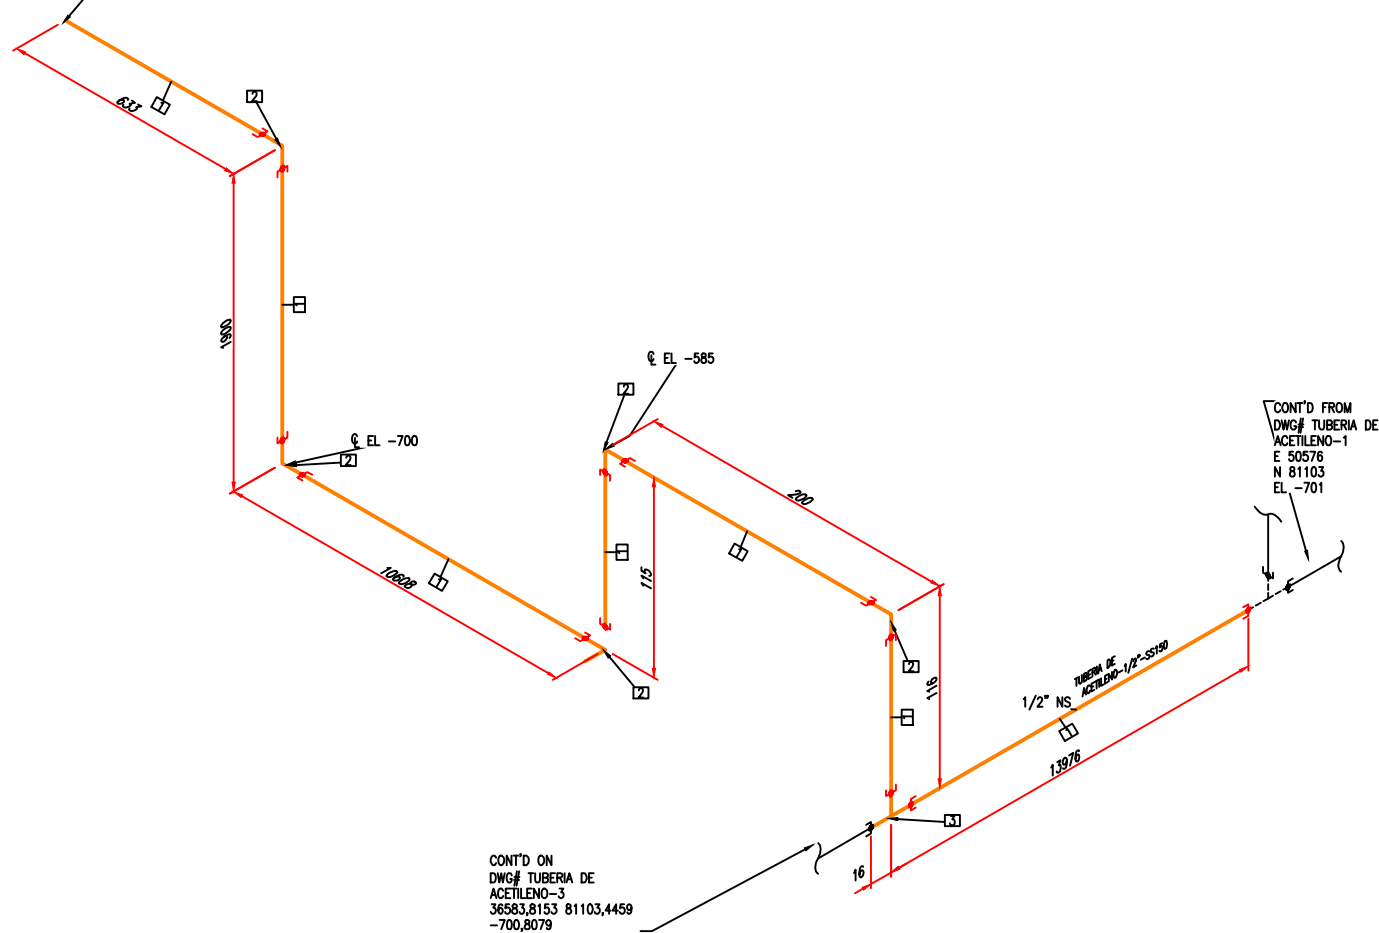 633
1
2
1900
1
℄ EL -700
2
10608
1
℄ EL -585
2
200
1
115
1
2
2
116
1
CONT'D FROM
DWG# TUBERIA DE
ACETILENO-1
E 50576
N 81103
EL -701
TUBERIA DE
ACETILENO-1/2"-SS150
1/2" NS
1
13976
3
16
CONT'D ON
DWG# TUBERIA DE
ACETILENO-3
36583,8153 81103,4459
-700,8079